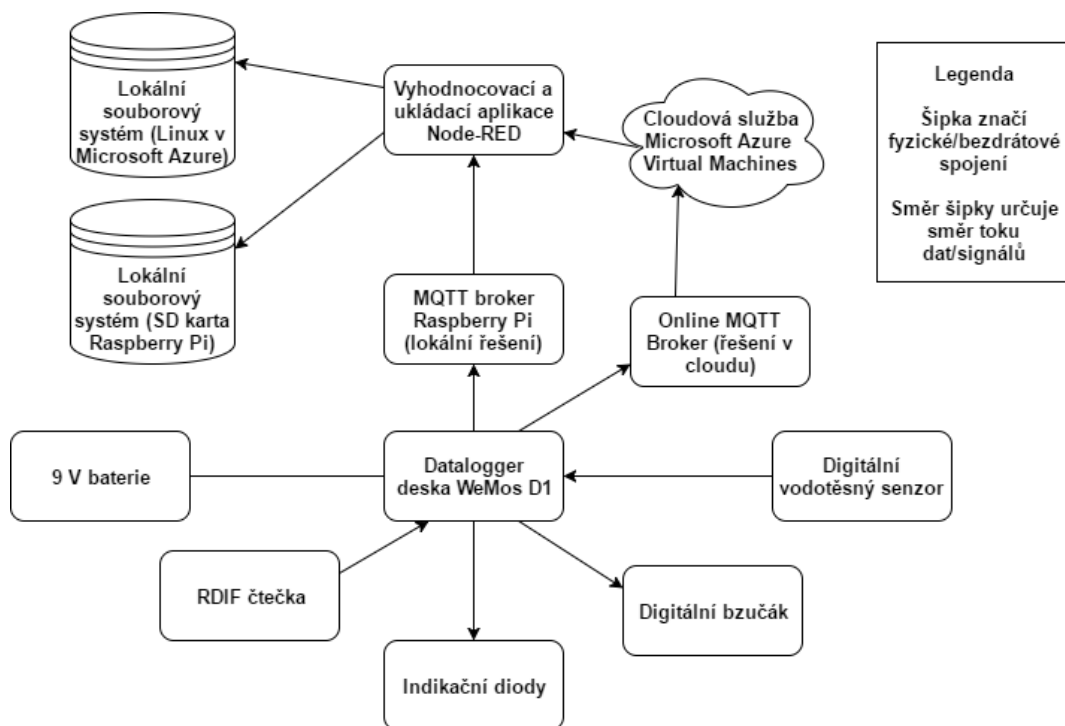 Lokální
souborový
systém (Linux v
Microsoft Azure)
Vyhodnocovací a
ukládací aplikace
Node-RED
Cloudová služba
Microsoft Azure
Virtual Machines
Legenda
Šipka značí
fyzické/bezdrátové
spojení
Směr šipky určuje
směr toku
dat/signálů
Lokální
souborový
systém (SD karta
Raspberry Pi)
MQTT broker
Raspberry Pi
(lokální řešení)
Online MQTT
Broker (řešení v
cloudu)
9 V baterie
Datalogger
deska WeMos D1
Digitální
vodotěsný senzor
RDIF čtečka
Digitální bzučák
Indikační diody